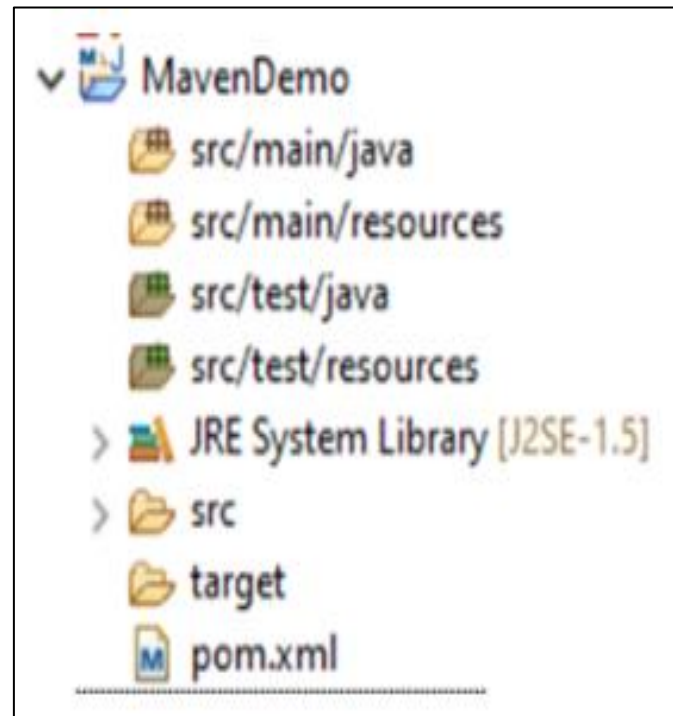 MavenDemo
src/main/java
src/main/resources
src/test/java
src/test/resources
JRE System Library [J2SE-1.5]
src
target
pom.xml